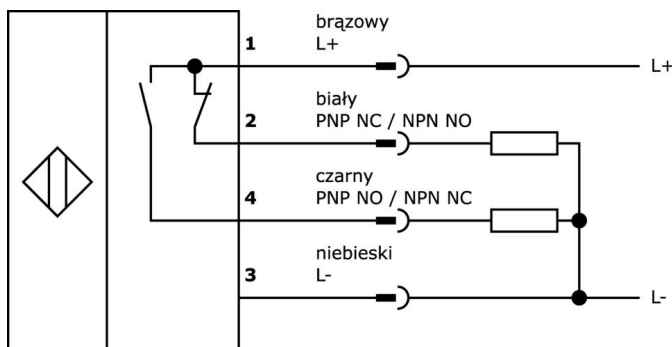 brązowy
1 L+
L+
biały
2 PNP NC / NPN NO
czarny
4 PNP NO / NPN NC
niebieski
3 L-
L-